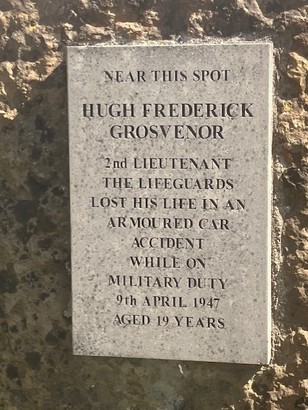 NEAR THIS SPOT
HUGH FREDERICK
GROSVENOR
2nd LIEUTENANT
THE LIFEGUARDS
LOST HIS LIFE IN AN
ARMOURED CAR
ACCIDENT
WHILE ON
MILITARY DUTY
9th APRIL 1947
AGED 19 YEARS